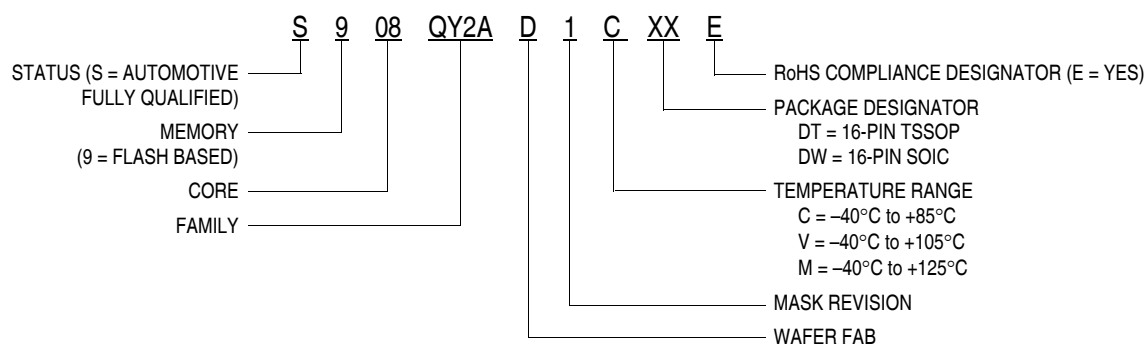 S 9 08 QY2A D 1 C XX E
STATUS (S = AUTOMOTIVE
FULLY QUALIFIED)
MEMORY
(9 = FLASH BASED)
CORE
FAMILY
RoHS COMPLIANCE DESIGNATOR (E = YES)
PACKAGE DESIGNATOR
DT = 16-PIN TSSOP
DW = 16-PIN SOIC
TEMPERATURE RANGE
C = –40°C to +85°C
V = –40°C to +105°C
M = –40°C to +125°C
MASK REVISION
WAFER FAB